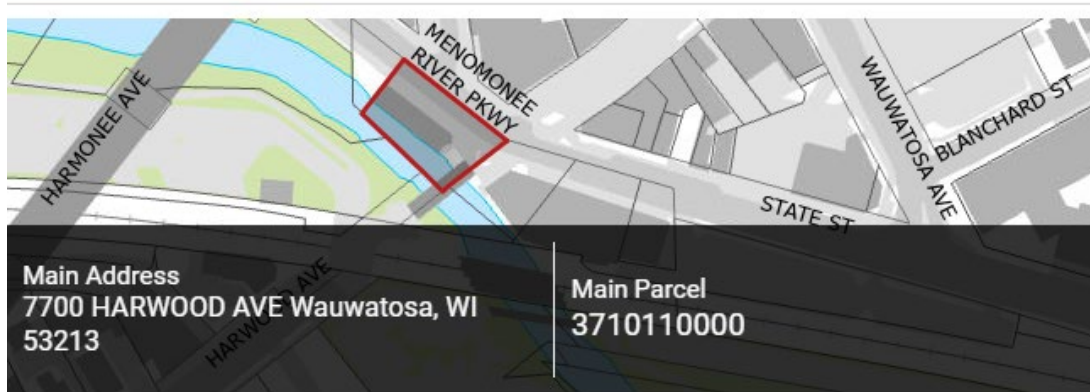 MENOMONEE
RIVER PKWY
HARMONEE AVE
WAUWATOSA AVE
BLANCHARD ST
STATE ST
HARWOOD AVE
Main Address
7700 HARWOOD AVE Wauwatosa, WI
53213
Main Parcel
3710110000